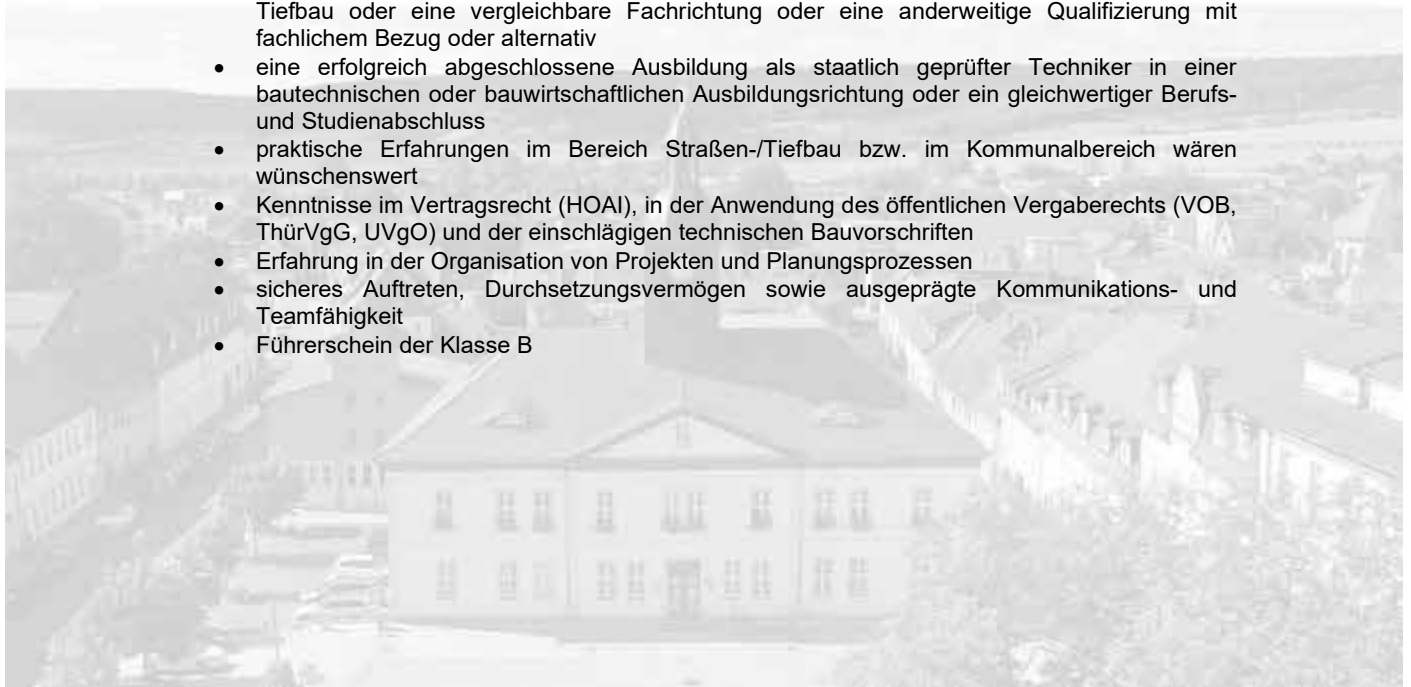 Tiefbau oder eine vergleichbare Fachrichtung oder eine anderweitige Qualifizierung mit
fachlichem Bezug oder alternativ
• eine erfolgreich abgeschlossene Ausbildung als staatlich geprüfter Techniker in einer
bautechnischen oder bauwirtschaftlichen Ausbildungsrichtung oder ein gleichwertiger Berufs-
und Studienabschluss
• praktische Erfahrungen im Bereich Straßen-/Tiefbau bzw. im Kommunalbereich wären
wünschenswert
• Kenntnisse im Vertragsrecht (HOAI), in der Anwendung des öffentlichen Vergaberechts (VOB,
ThürVgG, UVgO) und der einschlägigen technischen Bauvorschriften
• Erfahrung in der Organisation von Projekten und Planungsprozessen
• sicheres Auftreten, Durchsetzungsvermögen sowie ausgeprägte Kommunikations- und
Teamfähigkeit
• Führerschein der Klasse B